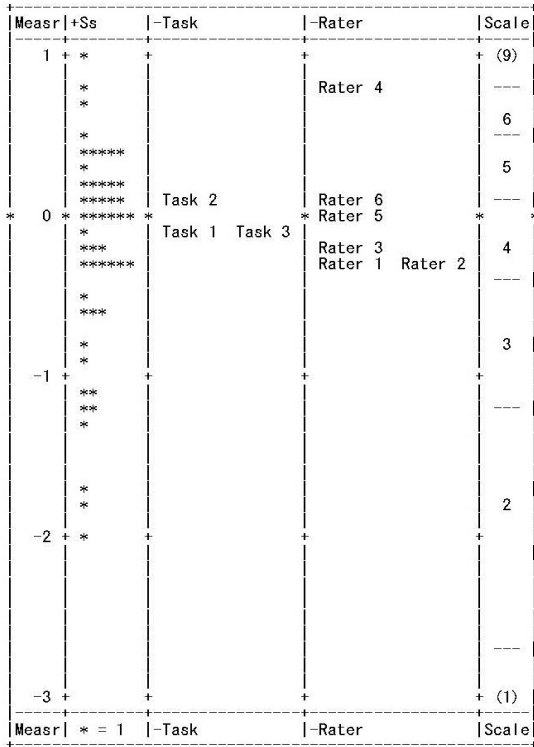 Measr +Ss -Task -Rater Scale
1 + * + + + (9)
* Rater 4 ---
*
6
* ---
*****
* 5
*****
***** Task 2 Rater 6 ---
* 0 * ****** * * Rater 5 * *
* Task 1 Task 3
*** Rater 3 4
****** Rater 1 Rater 2
---
*
***
* 3
*
-1 + + + +
**
** ---
*
*
* 2
-2 + * + + +
---
-3 + + + + (1)
Measr * = 1 -Task -Rater Scale